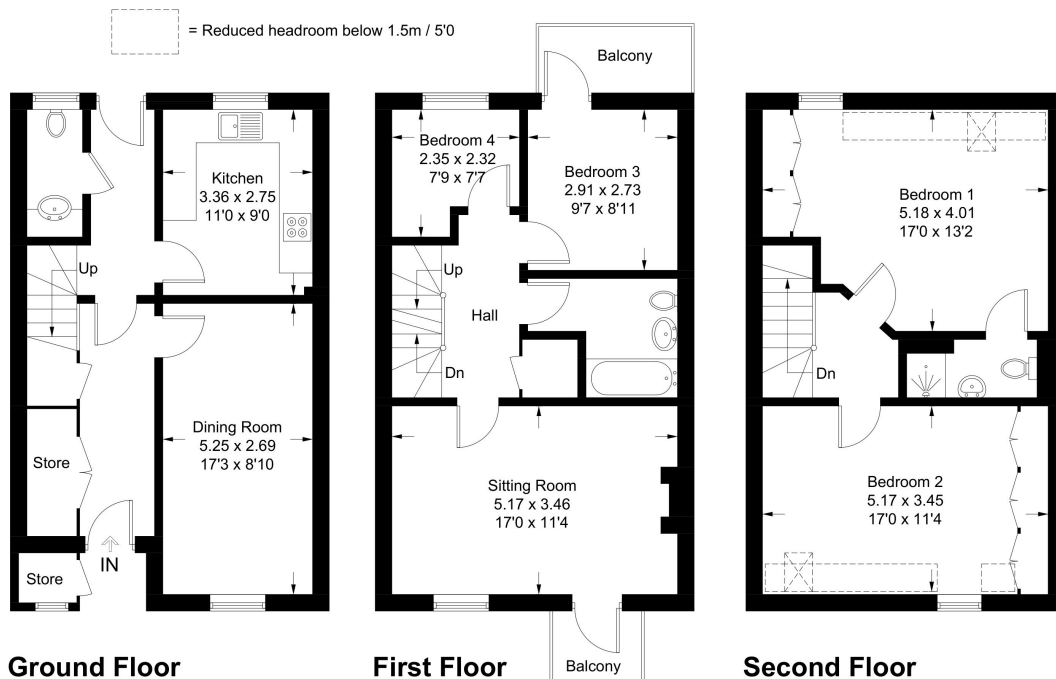 = Reduced headroom below 1.5m / 5'0
Kitchen
3.36 x 2.75
11'0 x 9'0
Up
Dining Room
5.25 x 2.69
17'3 x 8'10
Store
IN
Store
Ground Floor
Balcony
Bedroom 4
2.35 x 2.32
7'9 x 7'7
Bedroom 3
2.91 x 2.73
9'7 x 8'11
Up
Hall
Dn
Sitting Room
5.17 x 3.46
17'0 x 11'4
Balcony
First Floor
Bedroom 1
5.18 x 4.01
17'0 x 13'2
Dn
Bedroom 2
5.17 x 3.45
17'0 x 11'4
Second Floor